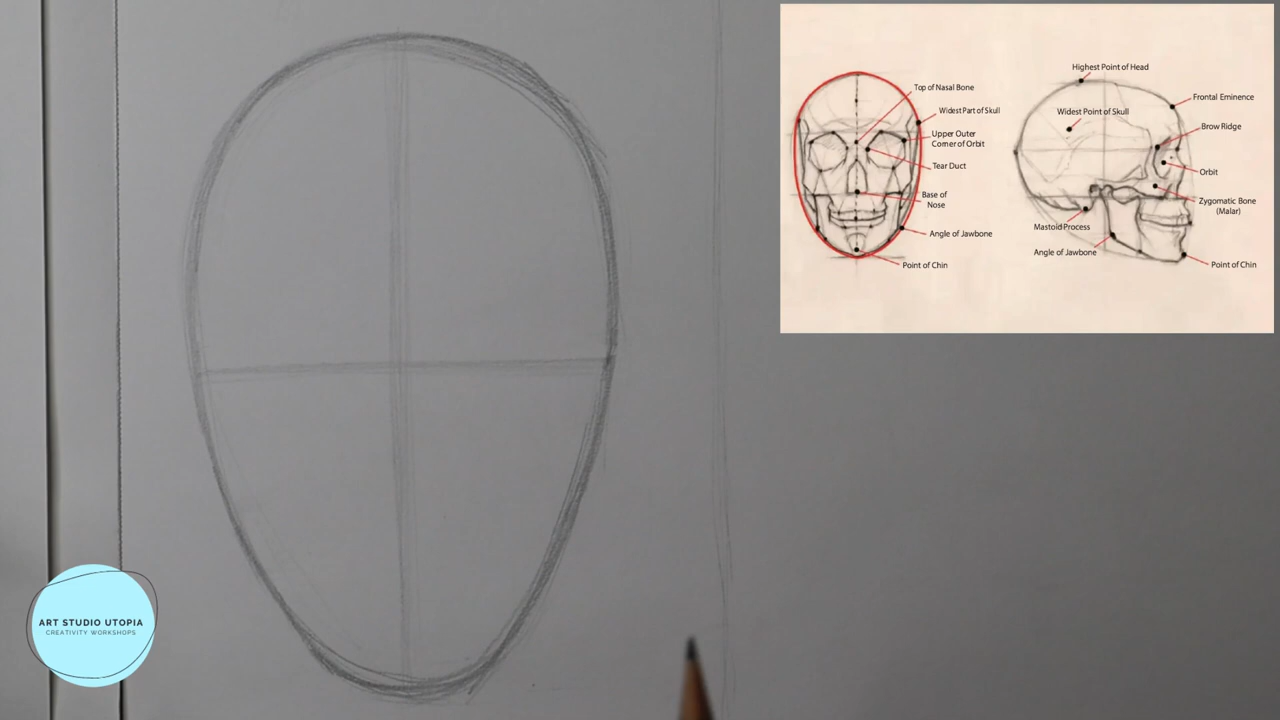 Top of Nasal Bone
Widest Part of Skull
Upper Outer
Corner of Orbit
Tear Duct
Base of
Nose
Angle of Jawbone
Point of Chin
Highest Point of Head
Widest Point of Skull
Frontal Eminence
Brow Ridge
Orbit
Zygomatic Bone
(Malar)
Mastoid Process
Angle of Jawbone
Point of Chin
ART STUDIO UTOPIA
CREATIVITY WORKSHOPS